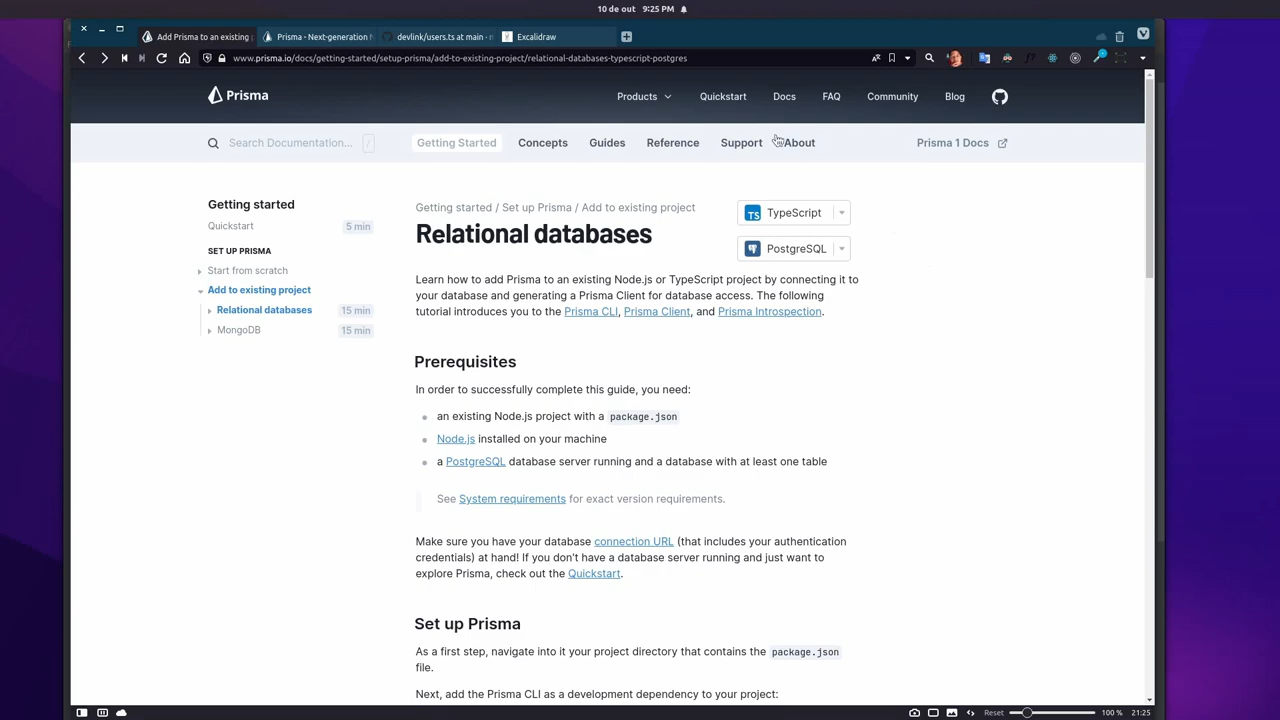 10 de out 9:25 PM
Add Prisma to an existing
Prisma - Next-generation
devlink/users.ts at main ·
Excalidraw
www.prisma.io/docs/getting-started/setup-prisma/add-to-existing-project/relational-databases-typescript-postgres
Prisma
Products
Quickstart
Docs
FAQ
Community
Blog
Search Documentation...
/
Getting Started
Concepts
Guides
Reference
Support
About
Prisma 1 Docs
Getting started
Quickstart
5 min
SET UP PRISMA
Start from scratch
Add to existing project
Relational databases
15 min
MongoDB
15 min
Getting started / Set up Prisma / Add to existing project
Relational databases
TS TypeScript
PostgreSQL
Learn how to add Prisma to an existing Node.js or TypeScript project by connecting it to
your database and generating a Prisma Client for database access. The following
tutorial introduces you to the Prisma CLI, Prisma Client, and Prisma Introspection.
Prerequisites
In order to successfully complete this guide, you need:
an existing Node.js project with a package.json
Node.js installed on your machine
a PostgreSQL database server running and a database with at least one table
See System requirements for exact version requirements.
Make sure you have your database connection URL (that includes your authentication
credentials) at hand! If you don't have a database server running and just want to
explore Prisma, check out the Quickstart.
Set up Prisma
As a first step, navigate into it your project directory that contains the package.json
file.
Next, add the Prisma CLI as a development dependency to your project:
Reset
100 %
21:25